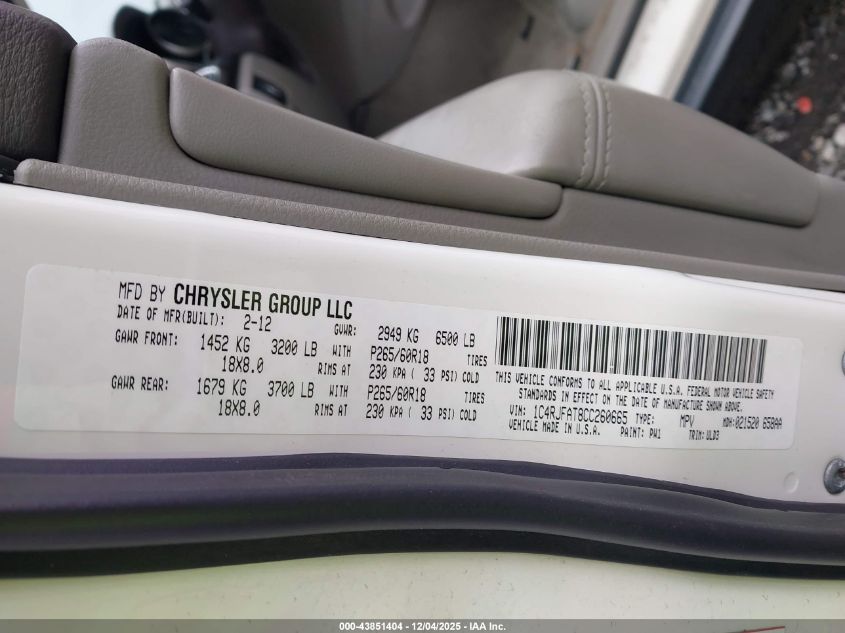 MFD BY CHRYSLER GROUP LLC
DATE OF MFR(BUILT): 2-12 GVWR: 2949 KG 6500 LB
GAWR FRONT: 1452 KG 3200 LB WITH P265/60R18 TIRES
18X8.0 RIMS AT 230 KPA ( 33 PSI) COLD
GAWR REAR: 1679 KG 3700 LB WITH P265/60R18 TIRES
18X8.0 RIMS AT 230 KPA ( 33 PSI) COLD
THIS VEHICLE CONFORMS TO ALL APPLICABLE U.S.A. FEDERAL MOTOR VEHICLE SAFETY
STANDARDS IN EFFECT ON THE DATE OF MANUFACTURE SHOWN ABOVE.
VIN: 1C4RJFAT8CC260665 TYPE: MPV MDH:021520 658AA
VEHICLE MADE IN U.S.A. PAINT: PW1 TRIM: ULD3
000-43851404 - 12/04/2025 - IAA Inc.